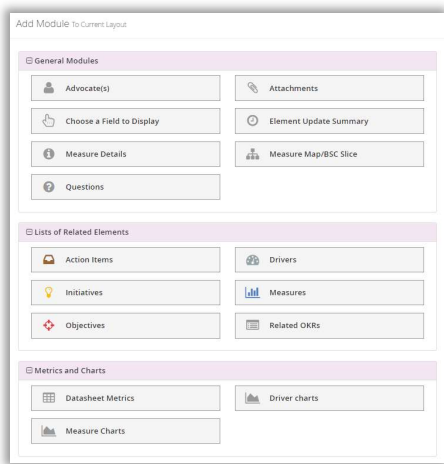 Add Module To Current Layout
General Modules
Advocate(s)
Attachments
Choose a Field to Display
Element Update Summary
Measure Details
Measure Map/BSC Slice
Questions
Lists of Related Elements
Action Items
Drivers
Initiatives
Measures
Objectives
Related OKRs
Metrics and Charts
Datasheet Metrics
Driver charts
Measure Charts